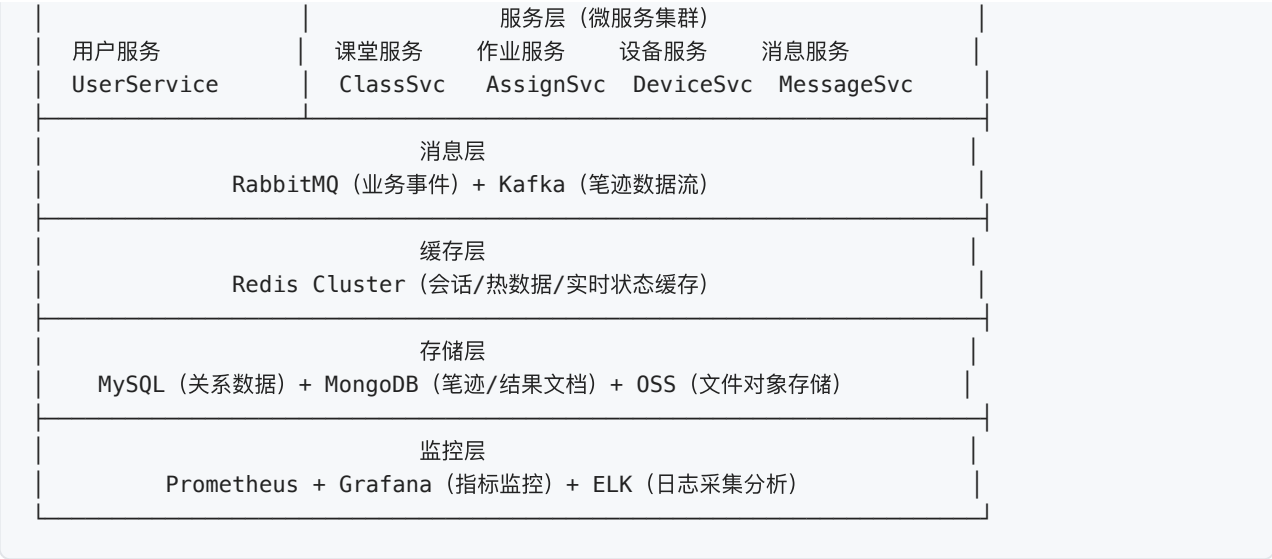 服务层（微服务集群）
用户服务 课堂服务 作业服务 设备服务 消息服务
UserService ClassSvc AssignSvc DeviceSvc MessageSvc
消息层
RabbitMQ（业务事件）+ Kafka（笔迹数据流）
缓存层
Redis Cluster（会话/热数据/实时状态缓存）
存储层
MySQL（关系数据）+ MongoDB（笔迹/结果文档）+ OSS（文件对象存储）
监控层
Prometheus + Grafana（指标监控）+ ELK（日志采集分析）